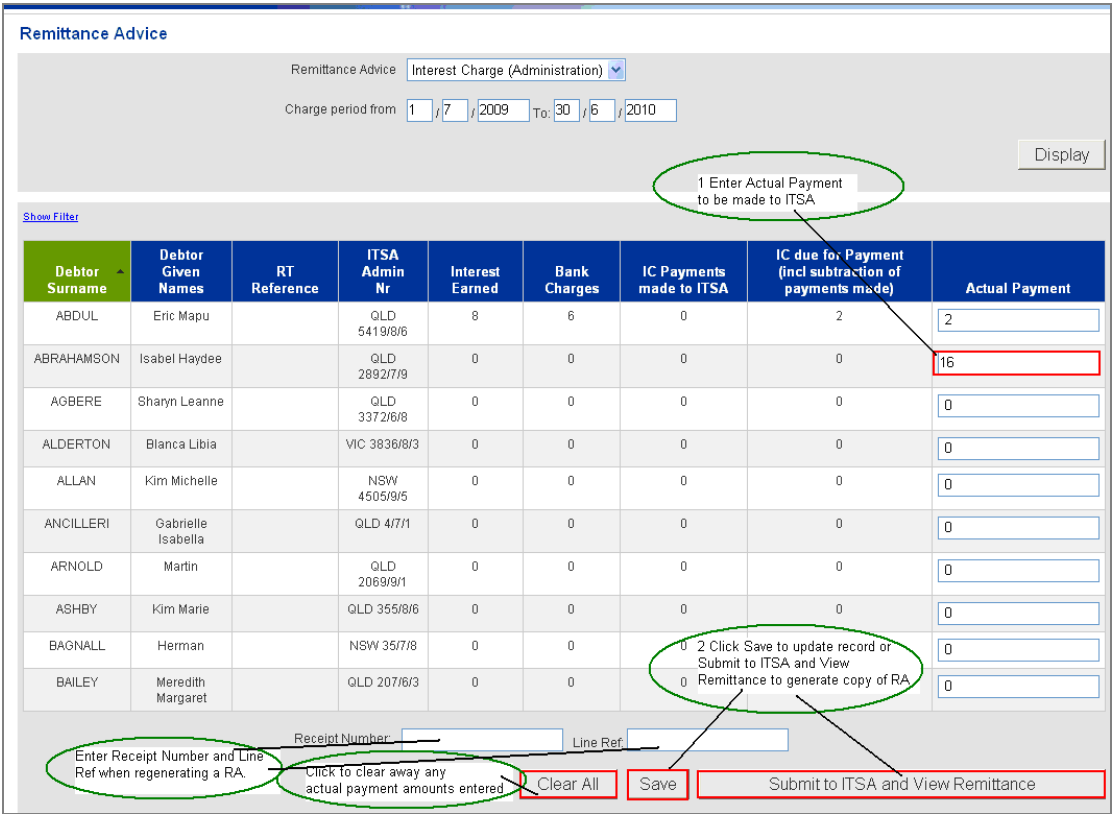 Remittance Advice
Remittance Advice Interest Charge (Administration)
Charge period from 1 / 7 / 2009 To: 30 / 6 / 2010
Display
1 Enter Actual Payment
to be made to ITSA
Show Filter
Debtor Surname Debtor Given Names RT Reference ITSA Admin Nr Interest Earned Bank Charges IC Payments made to ITSA IC due for Payment (incl subtraction of payments made) Actual Payment
ABDUL Eric Mapu QLD 5419/8/6 8 6 0 2 2
ABRAHAMSON Isabel Haydee QLD 2892/7/9 0 0 0 0 16
AGBERE Sharyn Leanne QLD 3372/6/8 0 0 0 0 0
ALDERTON Blanca Libia VIC 3836/8/3 0 0 0 0 0
ALLAN Kim Michelle NSW 4505/9/5 0 0 0 0 0
ANCILLERI Gabrielle Isabella QLD 4/7/1 0 0 0 0 0
ARNOLD Martin QLD 2069/9/1 0 0 0 0 0
ASHBY Kim Marie QLD 355/8/6 0 0 0 0 0
BAGNALL Herman NSW 35/7/8 0 0 0 0
BAILEY Meredith Margaret QLD 207/6/3 0 0 0 0
2 Click Save to update record or
Submit to ITSA and View
Remittance to generate copy of RA
Receipt Number: Line Ref:
Enter Receipt Number and Line
Ref when regenerating a RA.
Click to clear away any
actual payment amounts entered
Clear All Save Submit to ITSA and View Remittance